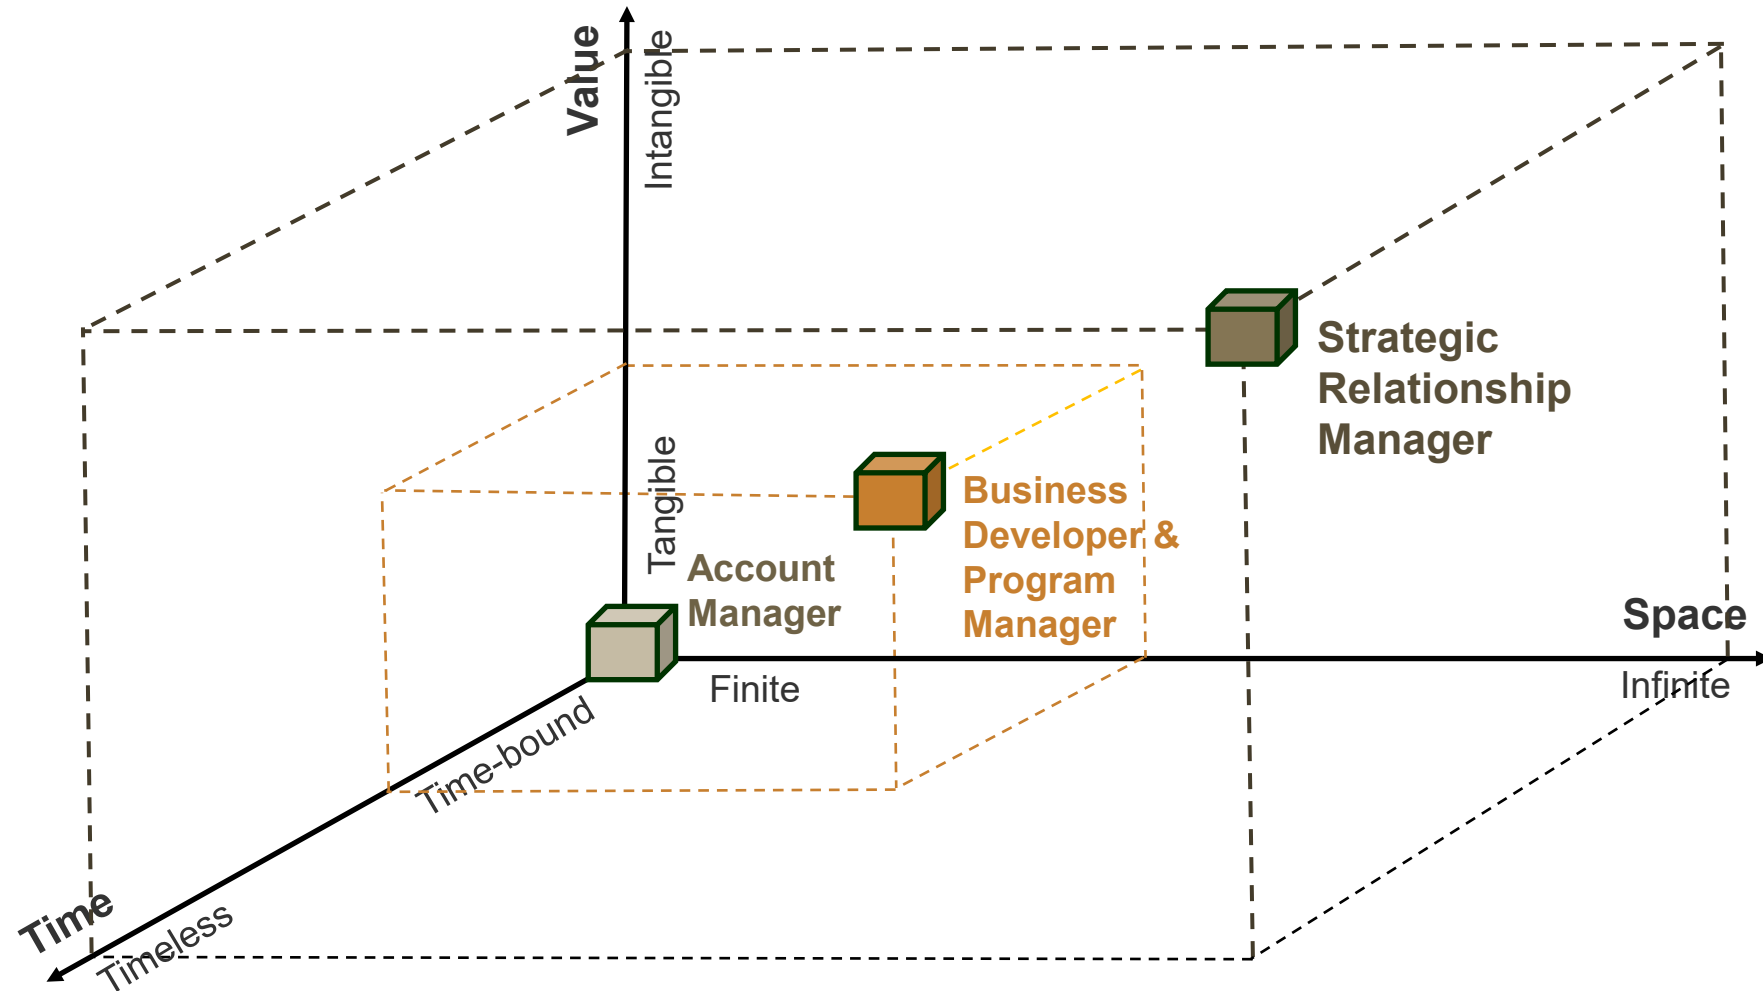 Value
Intangible
Tangible
Strategic
Relationship
Manager
Business
Developer &
Program
Manager
Account
Manager
Space
Finite
Infinite
Time-bound
Time
Timeless